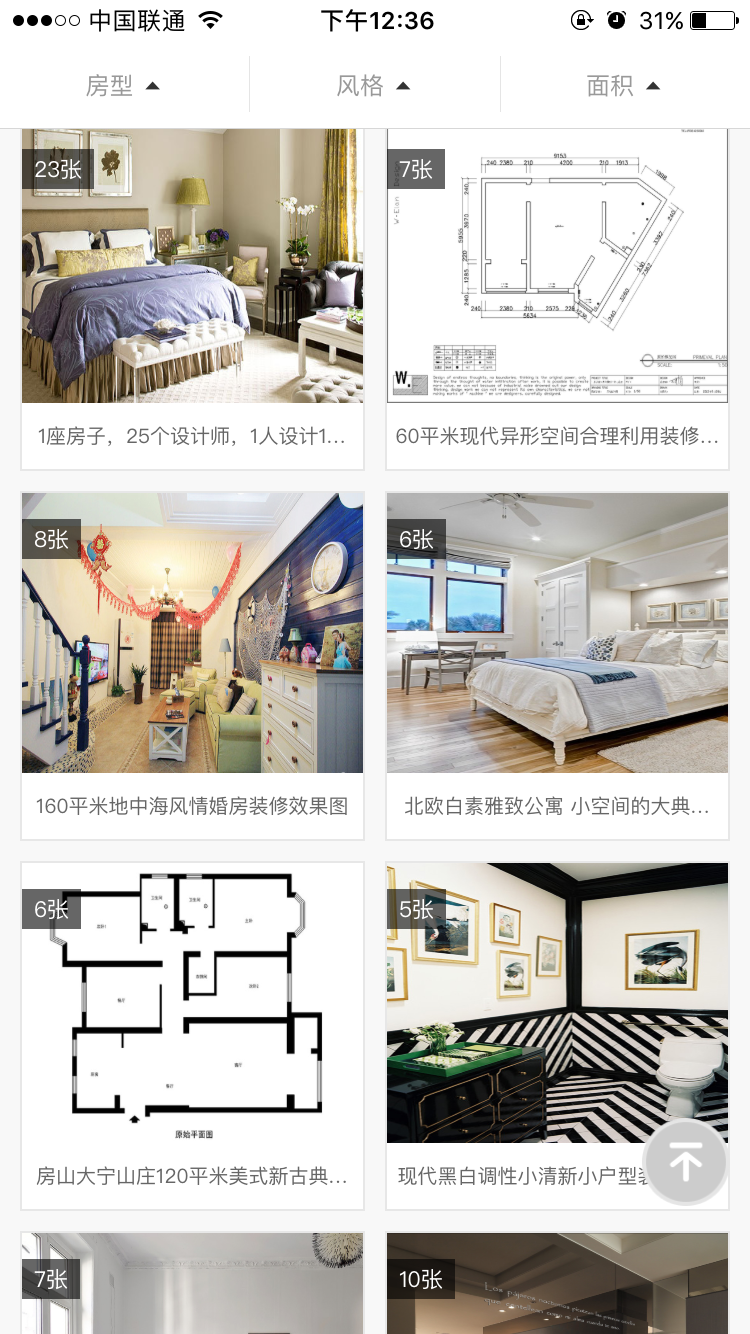 中国联通
下午12:36
31%
房型
风格
面积
23张
7张
1座房子，25个设计师，1人设计1...
60平米现代异形空间合理利用装修...
8张
6张
160平米地中海风情婚房装修效果图
北欧白素雅致公寓 小空间的大典...
6张
5张
原始平面图
房山大宁山庄120平米美式新古典...
现代黑白调性小清新小户型
7张
10张